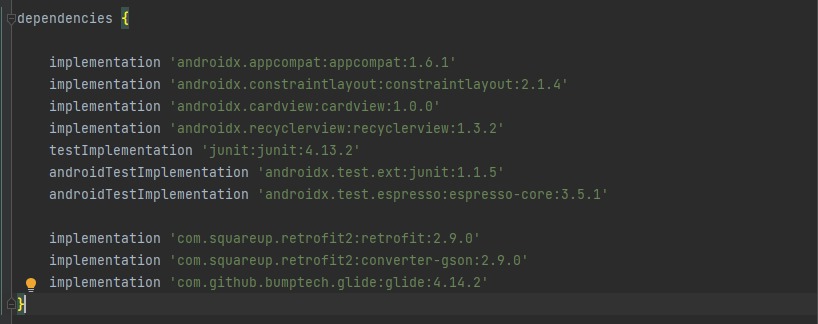 dependencies {
implementation 'androidx.appcompat:appcompat:1.6.1'
implementation 'androidx.constraintlayout:constraintlayout:2.1.4'
implementation 'androidx.cardview:cardview:1.0.0'
implementation 'androidx.recyclerview:recyclerview:1.3.2'
testImplementation 'junit:junit:4.13.2'
androidTestImplementation 'androidx.test.ext:junit:1.1.5'
androidTestImplementation 'androidx.test.espresso:espresso-core:3.5.1'
implementation 'com.squareup.retrofit2:retrofit:2.9.0'
implementation 'com.squareup.retrofit2:converter-gson:2.9.0'
implementation 'com.github.bumptech.glide:glide:4.14.2'
}